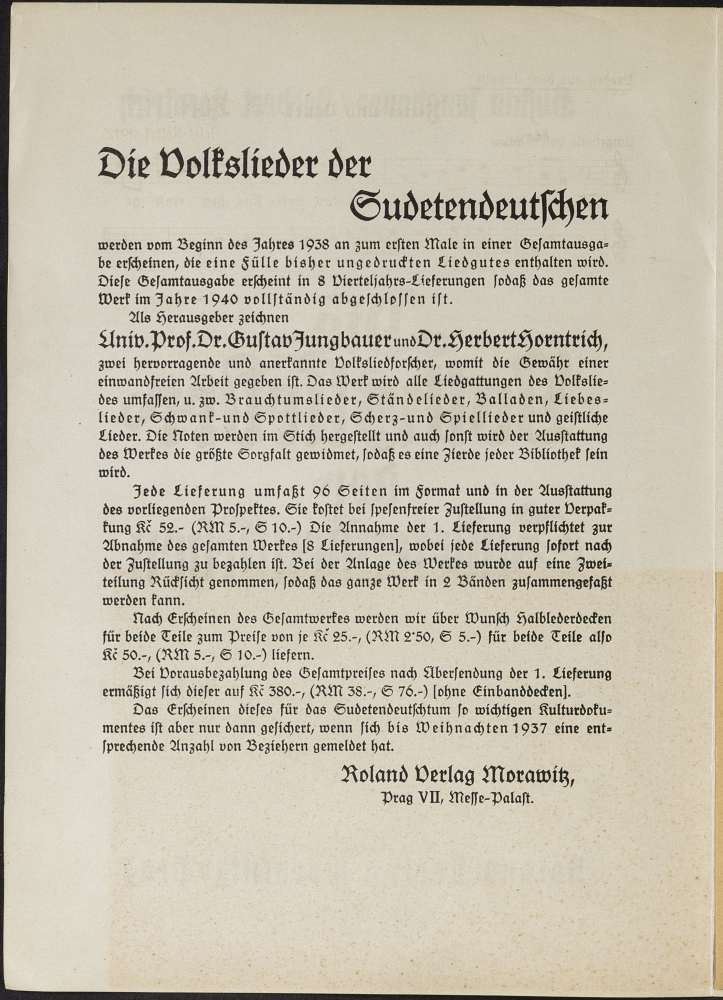 Die Volkslieder der
Sudetendeutschen
werden vom Beginn des Jahres 1938 an zum ersten Male in einer Gesamtausga-
be erscheinen, die eine Fülle bisher ungedruckten Liedgutes enthalten wird.
Diese Gesamtausgabe erscheint in 8 Vierteljahrs-Lieferungen sodaß das gesamte
Werk im Jahre 1940 vollständig abgeschlossen ist.
Als Herausgeber zeichnen
Univ. Prof. Dr. Gustav Jungbauer und Dr. Herbert Horntrich,
zwei hervorragende und anerkannte Volksliedforscher, womit die Gewähr einer
einwandfreien Arbeit gegeben ist. Das Werk wird alle Liedgattungen des Volkslie-
des umfassen, u. zw. Brauchtumslieder, Ständelieder, Balladen, Liebes-
lieder, Schwank-und Spottlieder, Scherz-und Spiellieder und geistliche
Lieder. Die Noten werden im Stich hergestellt und auch sonst wird der Ausstattung
des Werkes die größte Sorgfalt gewidmet, sodaß es eine Zierde jeder Bibliothek sein
wird.
Jede Lieferung umfaßt 96 Seiten im Format und in der Ausstattung
des vorliegenden Prospektes. Sie kostet bei spesenfreier Zustellung in guter Verpak-
kung Kč 52.- (RM 5.-, S 10.-) Die Annahme der 1. Lieferung verpflichtet zur
Abnahme des gesamten Werkes [8 Lieferungen], wobei jede Lieferung sofort nach
der Zustellung zu bezahlen ist. Bei der Anlage des Werkes wurde auf eine Zwei-
teilung Rücksicht genommen, sodaß das ganze Werk in 2 Bänden zusammengefaßt
werden kann.
Nach Erscheinen des Gesamtwerkes werden wir über Wunsch Halblederdecken
für beide Teile zum Preise von je Kč 25.-, (RM 2·50, S 5.-) für beide Teile also
Kč 50.-, (RM 5.-, S 10.-) liefern.
Bei Vorausbezahlung des Gesamtpreises nach Übersendung der 1. Lieferung
ermäßigt sich dieser auf Kč 380.-, (RM 38.-, S 76.-) [ohne Einbanddecken].
Das Erscheinen dieses für das Sudetendeutschtum so wichtigen Kulturdoku-
mentes ist aber nur dann gesichert, wenn sich bis Weihnachten 1937 eine ent-
sprechende Anzahl von Beziehern gemeldet hat.
Roland Verlag Morawitz,
Prag VII, Messe-Palast.